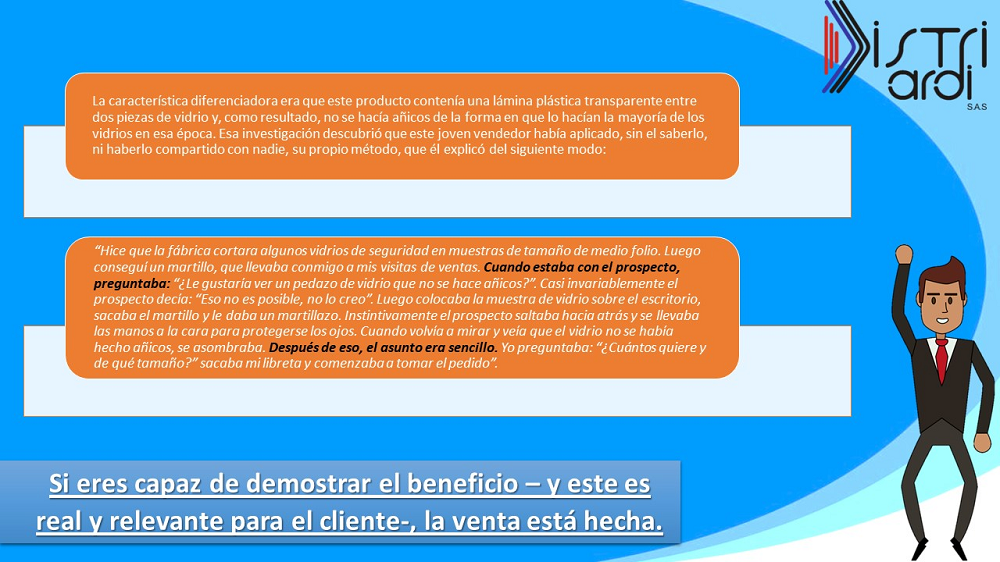 DISTRI
ardi
S.A.S
La característica diferenciadora era que este producto contenía una lámina plástica transparente entre
dos piezas de vidrio y, como resultado, no se hacía añicos de la forma en que lo hacían la mayoría de los
vidrios en esa época. Esa investigación descubrió que este joven vendedor había aplicado, sin el saberlo,
ni haberlo compartido con nadie, su propio método, que él explicó del siguiente modo:
“Hice que la fábrica cortara algunos vidrios de seguridad en muestras de tamaño de medio folio. Luego
conseguí un martillo, que llevaba conmigo a mis visitas de ventas. Cuando estaba con el prospecto,
preguntaba: “¿Le gustaría ver un pedazo de vidrio que no se hace añicos?”. Casi invariablemente el
prospecto decía: “Eso no es posible, no lo creo”. Luego colocaba la muestra de vidrio sobre el escritorio,
sacaba el martillo y le daba un martillazo. Instintivamente el prospecto saltaba hacia atrás y se llevaba
las manos a la cara para protegerse los ojos. Cuando volvía a mirar y veía que el vidrio no se había
hecho añicos, se asombraba. Después de eso, el asunto era sencillo. Yo preguntaba: “¿Cuántos quiere y
de qué tamaño?” sacaba mi libreta y comenzaba a tomar el pedido”.
Si eres capaz de demostrar el beneficio – y este es
real y relevante para el cliente-, la venta está hecha.